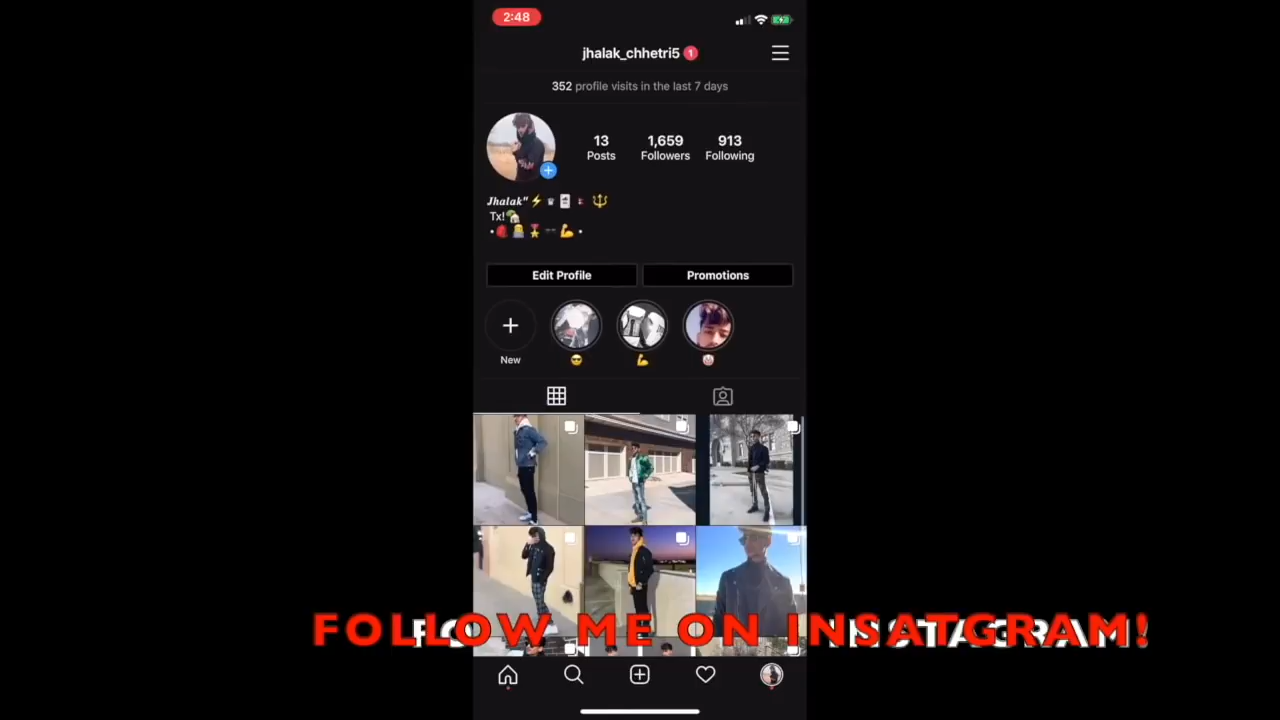 2:48
jhalak_chhetri5 1
352 profile visits in the last 7 days
13 1,659 913
Posts Followers Following
Jhalak"
Tx!
Edit Profile Promotions
New
FOLLOW ME ON INSATGRAM!